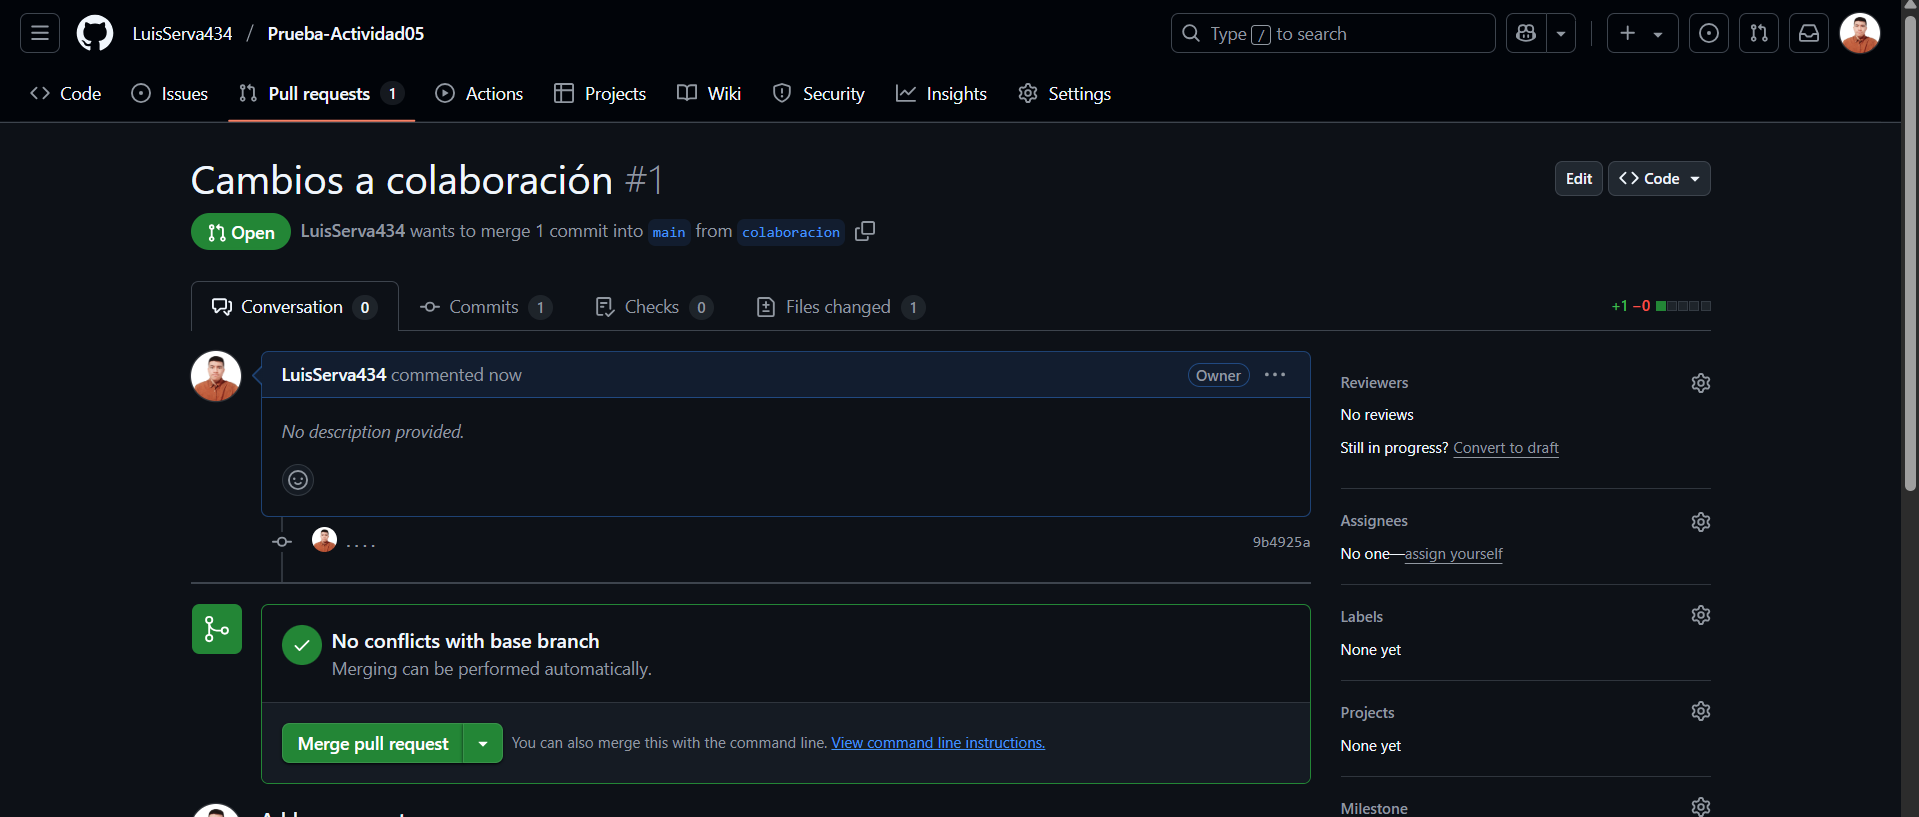 LuisServa434 / Prueba-Actividad05
Type / to search
Code
Issues
Pull requests 1
Actions
Projects
Wiki
Security
Insights
Settings
Cambios a colaboración #1
Edit
Code
Open
LuisServa434 wants to merge 1 commit into main from colaboracion
Conversation 0
Commits 1
Checks 0
Files changed 1
+1 −0
LuisServa434 commented now
Owner
No description provided.
....
9b4925a
No conflicts with base branch
Merging can be performed automatically.
Merge pull request
You can also merge this with the command line. View command line instructions.
Reviewers
No reviews
Still in progress? Convert to draft
Assignees
No one—assign yourself
Labels
None yet
Projects
None yet
Milestone